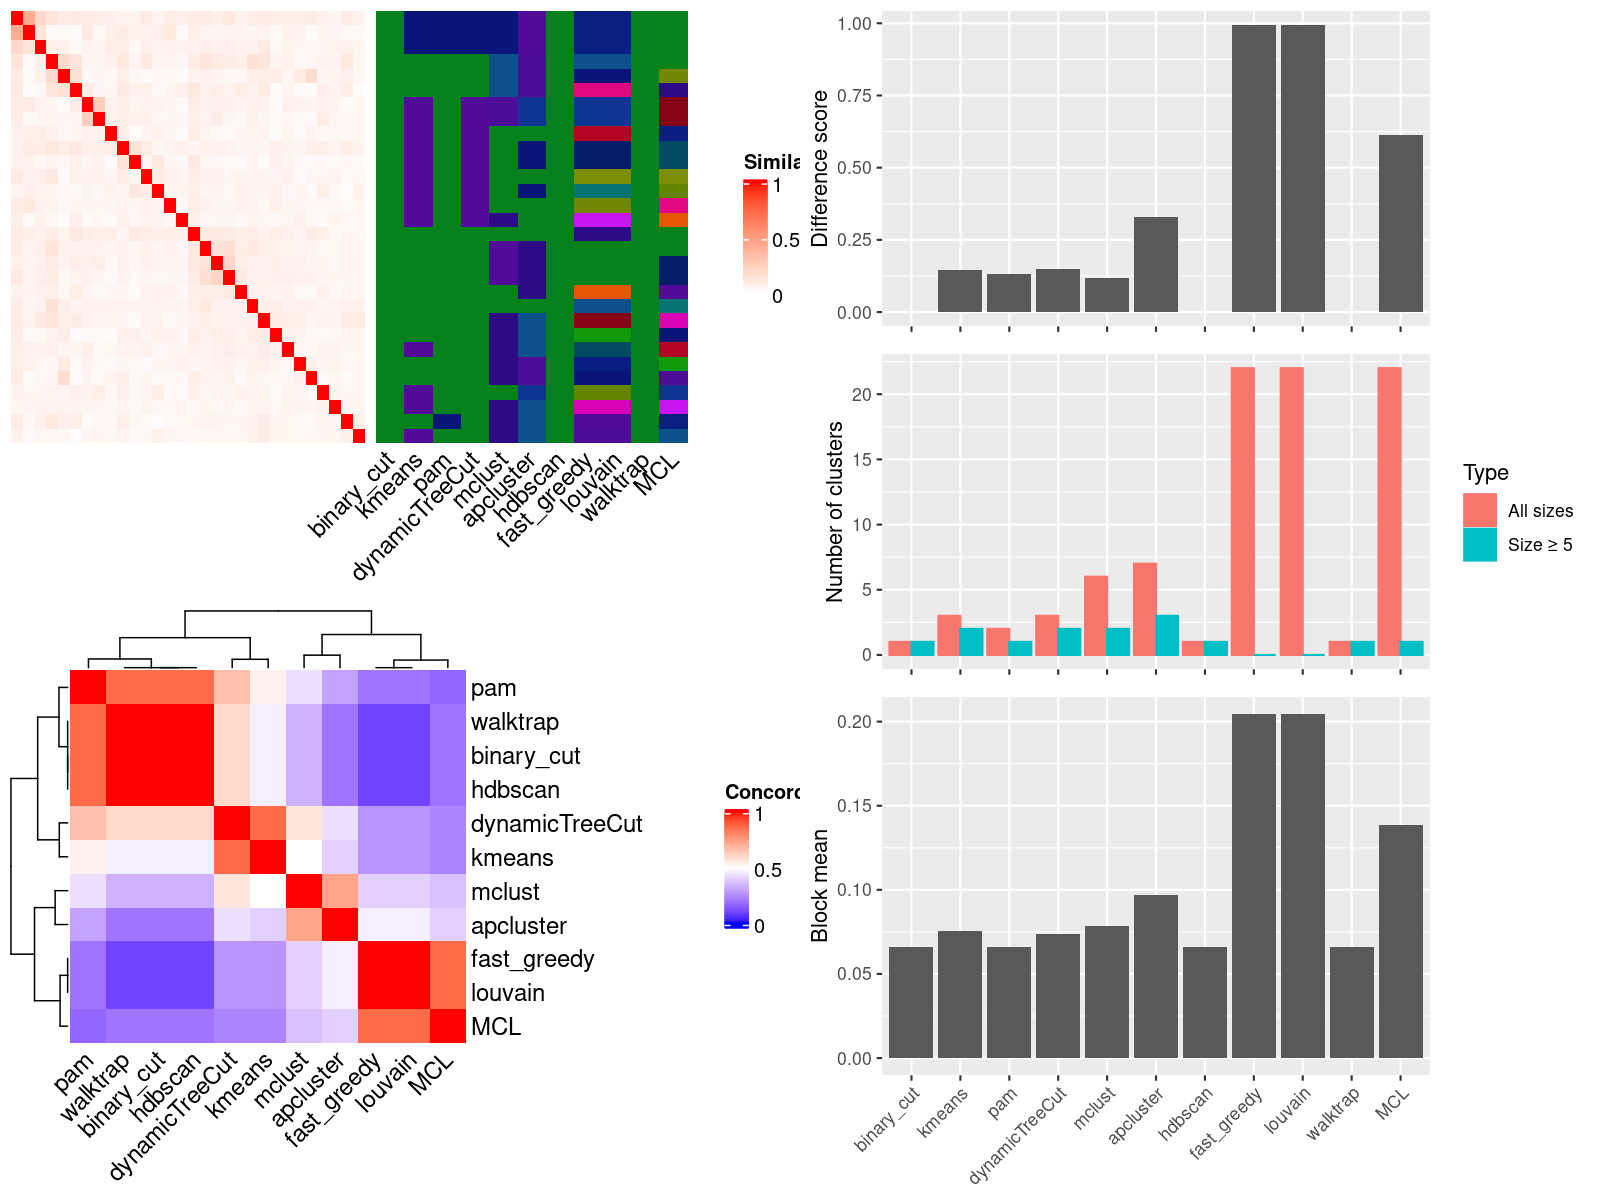 Simila
1
0.5
0
binary_cut
kmeans
pam
dynamicTreeCut
mclust
apcluster
hdbscan
fast_greedy
louvain
walktrap
MCL
pam
walktrap
binary_cut
hdbscan
dynamicTreeCut
kmeans
mclust
apcluster
fast_greedy
louvain
MCL
Concord
1
0.5
0
pam
walktrap
binary_cut
hdbscan
dynamicTreeCut
kmeans
mclust
apcluster
fast_greedy
louvain
MCL
Difference score
1.00
0.75
0.50
0.25
0.00
Number of clusters
20
15
10
5
0
Type
All sizes
Size ≥ 5
Block mean
0.20
0.15
0.10
0.05
0.00
binary_cut
kmeans
pam
dynamicTreeCut
mclust
apcluster
hdbscan
fast_greedy
louvain
walktrap
MCL